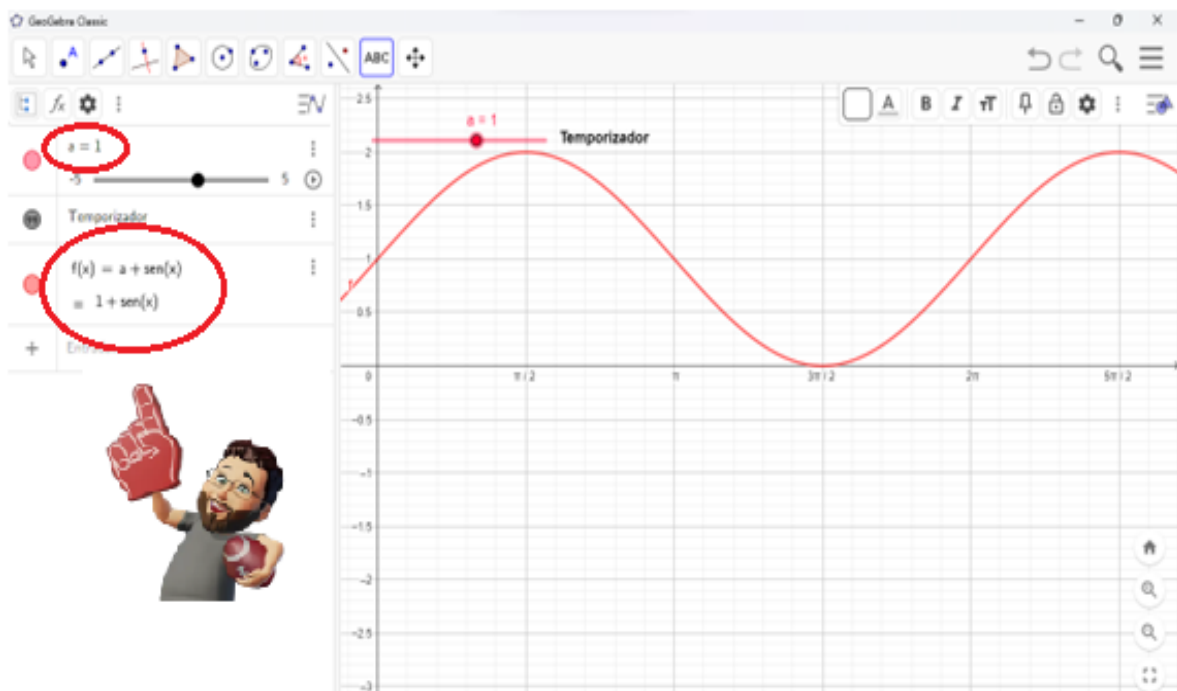 GeoGebra Classic
ABC
a = 1
-5
5
Temporizador
f(x) = a + sen(x)
= 1 + sen(x)
a = 1
Temporizador
A B I
2.5
2
1.5
1
0.5
0
π / 2
π
3π / 2
2π
5π / 2
−0.5
−1
−1.5
−2
−2.5
−3
f